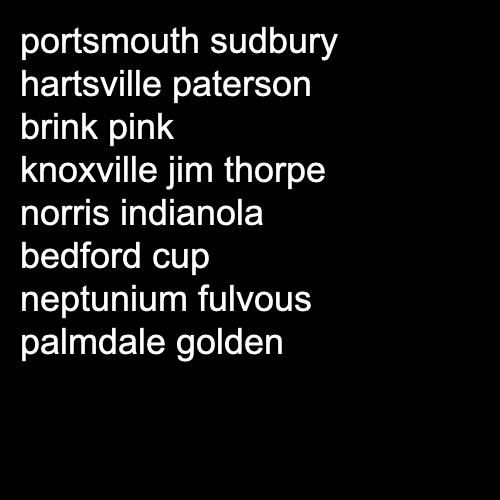 portsmouth sudbury
hartsville paterson
brink pink
knoxville jim thorpe
norris indianola
bedford cup
neptunium fulvous
palmdale golden